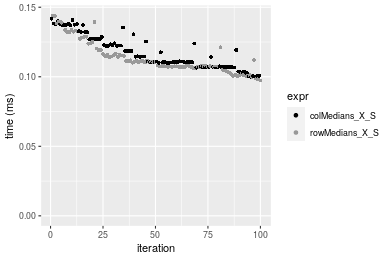 0.15
0.10
0.05
0.00
time (ms)
0
25
50
75
100
iteration
expr
colMedians_X_S
rowMedians_X_S